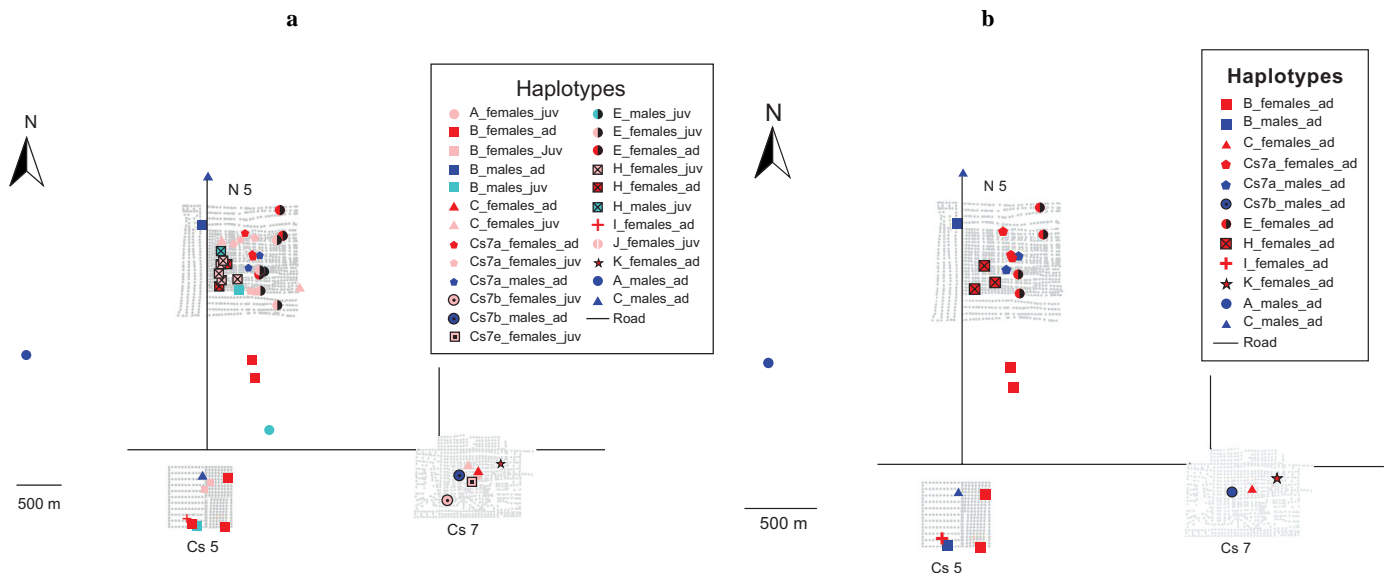 a
N
N 5
Haplotypes
A_females_juv
B_females_ad
B_females_Juv
B_males_ad
B_males_juv
C_females_ad
C_females_juv
Cs7a_females_ad
Cs7a_females_juv
Cs7a_males_ad
Cs7b_females_juv
Cs7b_males_ad
Cs7e_females_juv
E_males_juv
E_females_juv
E_females_ad
H_females_juv
H_females_ad
H_males_juv
I_females_ad
J_females_juv
K_females_ad
A_males_ad
C_males_ad
Road
500 m
Cs 5
Cs 7
b
N
N 5
Haplotypes
B_females_ad
B_males_ad
C_females_ad
Cs7a_females_ad
Cs7a_males_ad
Cs7b_males_ad
E_females_ad
H_females_ad
I_females_ad
K_females_ad
A_males_ad
C_males_ad
Road
500 m
Cs 5
Cs 7